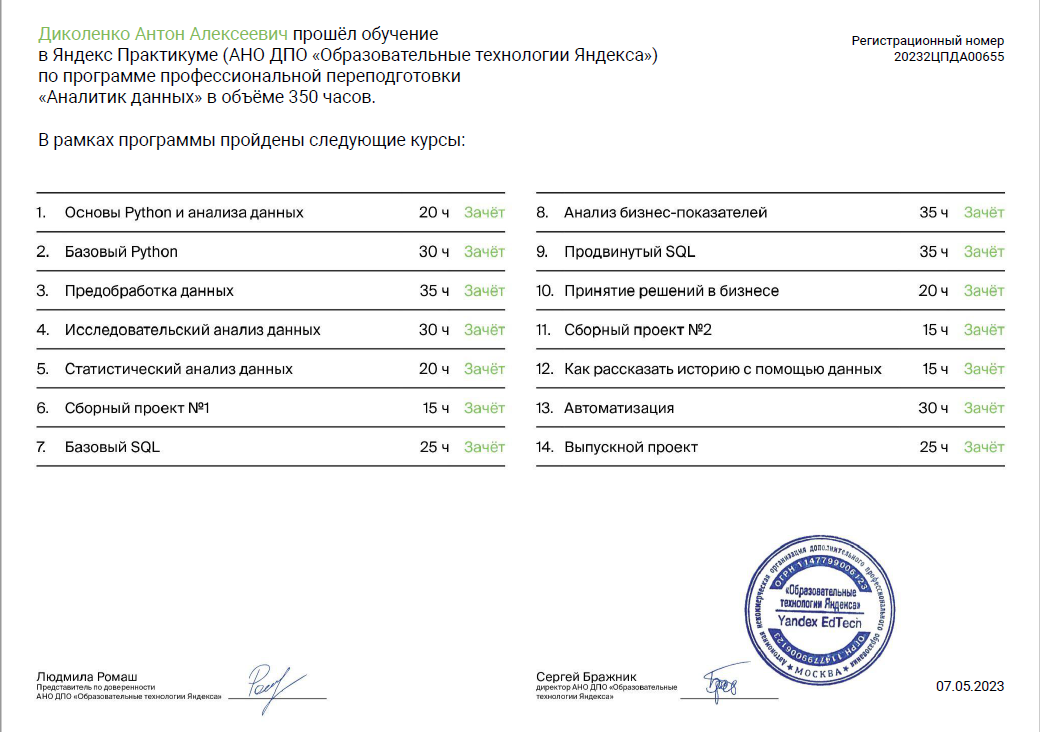 Диколенко Антон Алексеевич прошёл обучение
в Яндекс Практикуме (АНО ДПО «Образовательные технологии Яндекса»)
по программе профессиональной переподготовки
«Аналитик данных» в объёме 350 часов.
Регистрационный номер
20232ЦПДА00655
В рамках программы пройдены следующие курсы:
1. Основы Python и анализа данных 20 ч Зачёт
2. Базовый Python 30 ч Зачёт
3. Предобработка данных 35 ч Зачёт
4. Исследовательский анализ данных 30 ч Зачёт
5. Статистический анализ данных 20 ч Зачёт
6. Сборный проект №1 15 ч Зачёт
7. Базовый SQL 25 ч Зачёт
8. Анализ бизнес-показателей 35 ч Зачёт
9. Продвинутый SQL 35 ч Зачёт
10. Принятие решений в бизнесе 20 ч Зачёт
11. Сборный проект №2 15 ч Зачёт
12. Как рассказать историю с помощью данных 15 ч Зачёт
13. Автоматизация 30 ч Зачёт
14. Выпускной проект 25 ч Зачёт
Автономная некоммерческая организация дополнительного профессионального образования
ОГРН 1147799006123
«Образовательные
технологии Яндекса»
Yandex EdTech
ОГРН 1147799006123
МОСКВА
Людмила Ромаш
Представитель по доверенности
АНО ДПО «Образовательные технологии Яндекса»
Сергей Бражник
директор АНО ДПО «Образовательные
технологии Яндекса»
07.05.2023